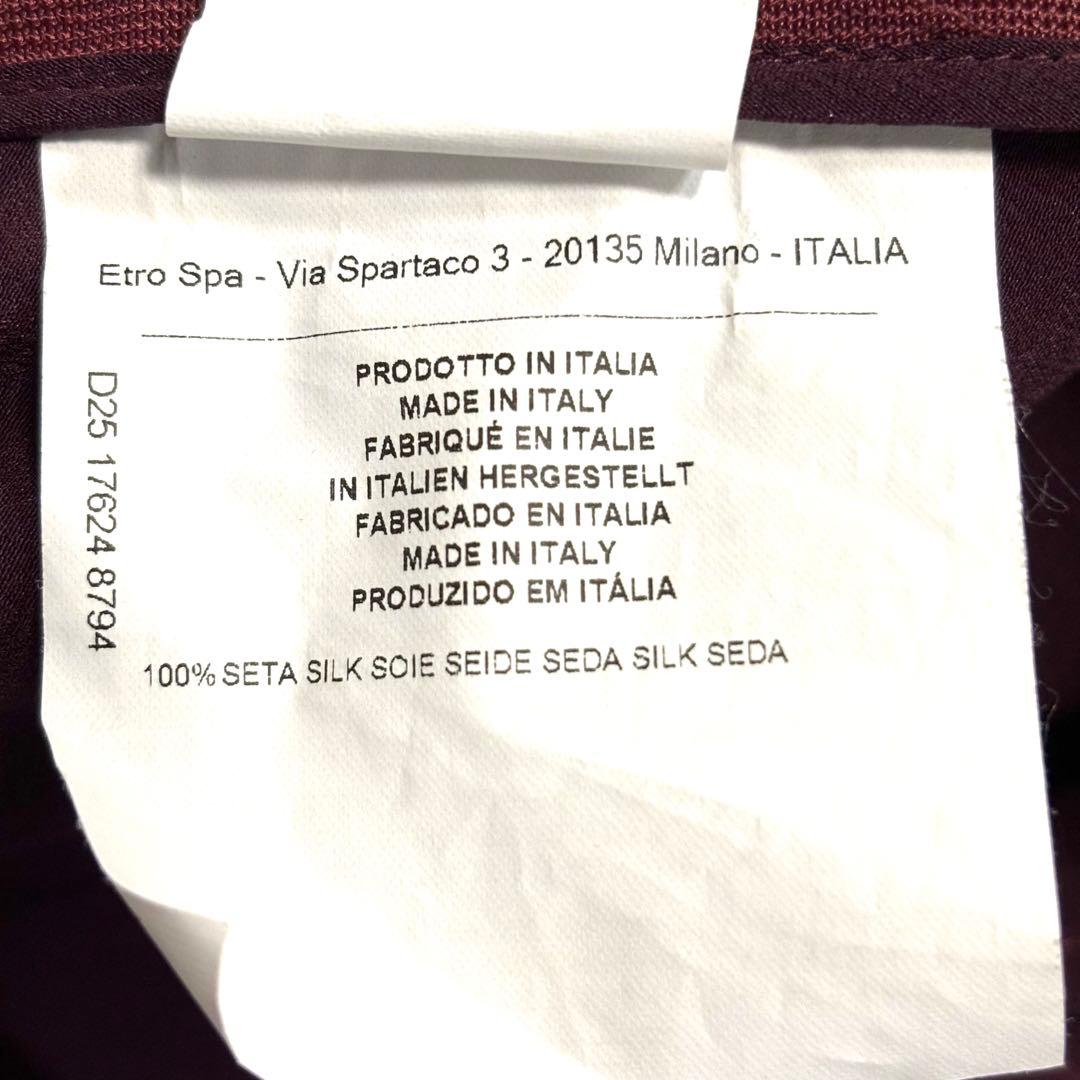 Etro Spa - Via Spartaco 3 - 20135 Milano - ITALIA
PRODOTTO IN ITALIA
MADE IN ITALY
FABRIQUÉ EN ITALIE
IN ITALIEN HERGESTELLT
FABRICADO EN ITALIA
MADE IN ITALY
PRODUZIDO EM ITÁLIA
100% SETA SILK SOIE SEIDE SEDA SILK SEDA
D25 17624 8794